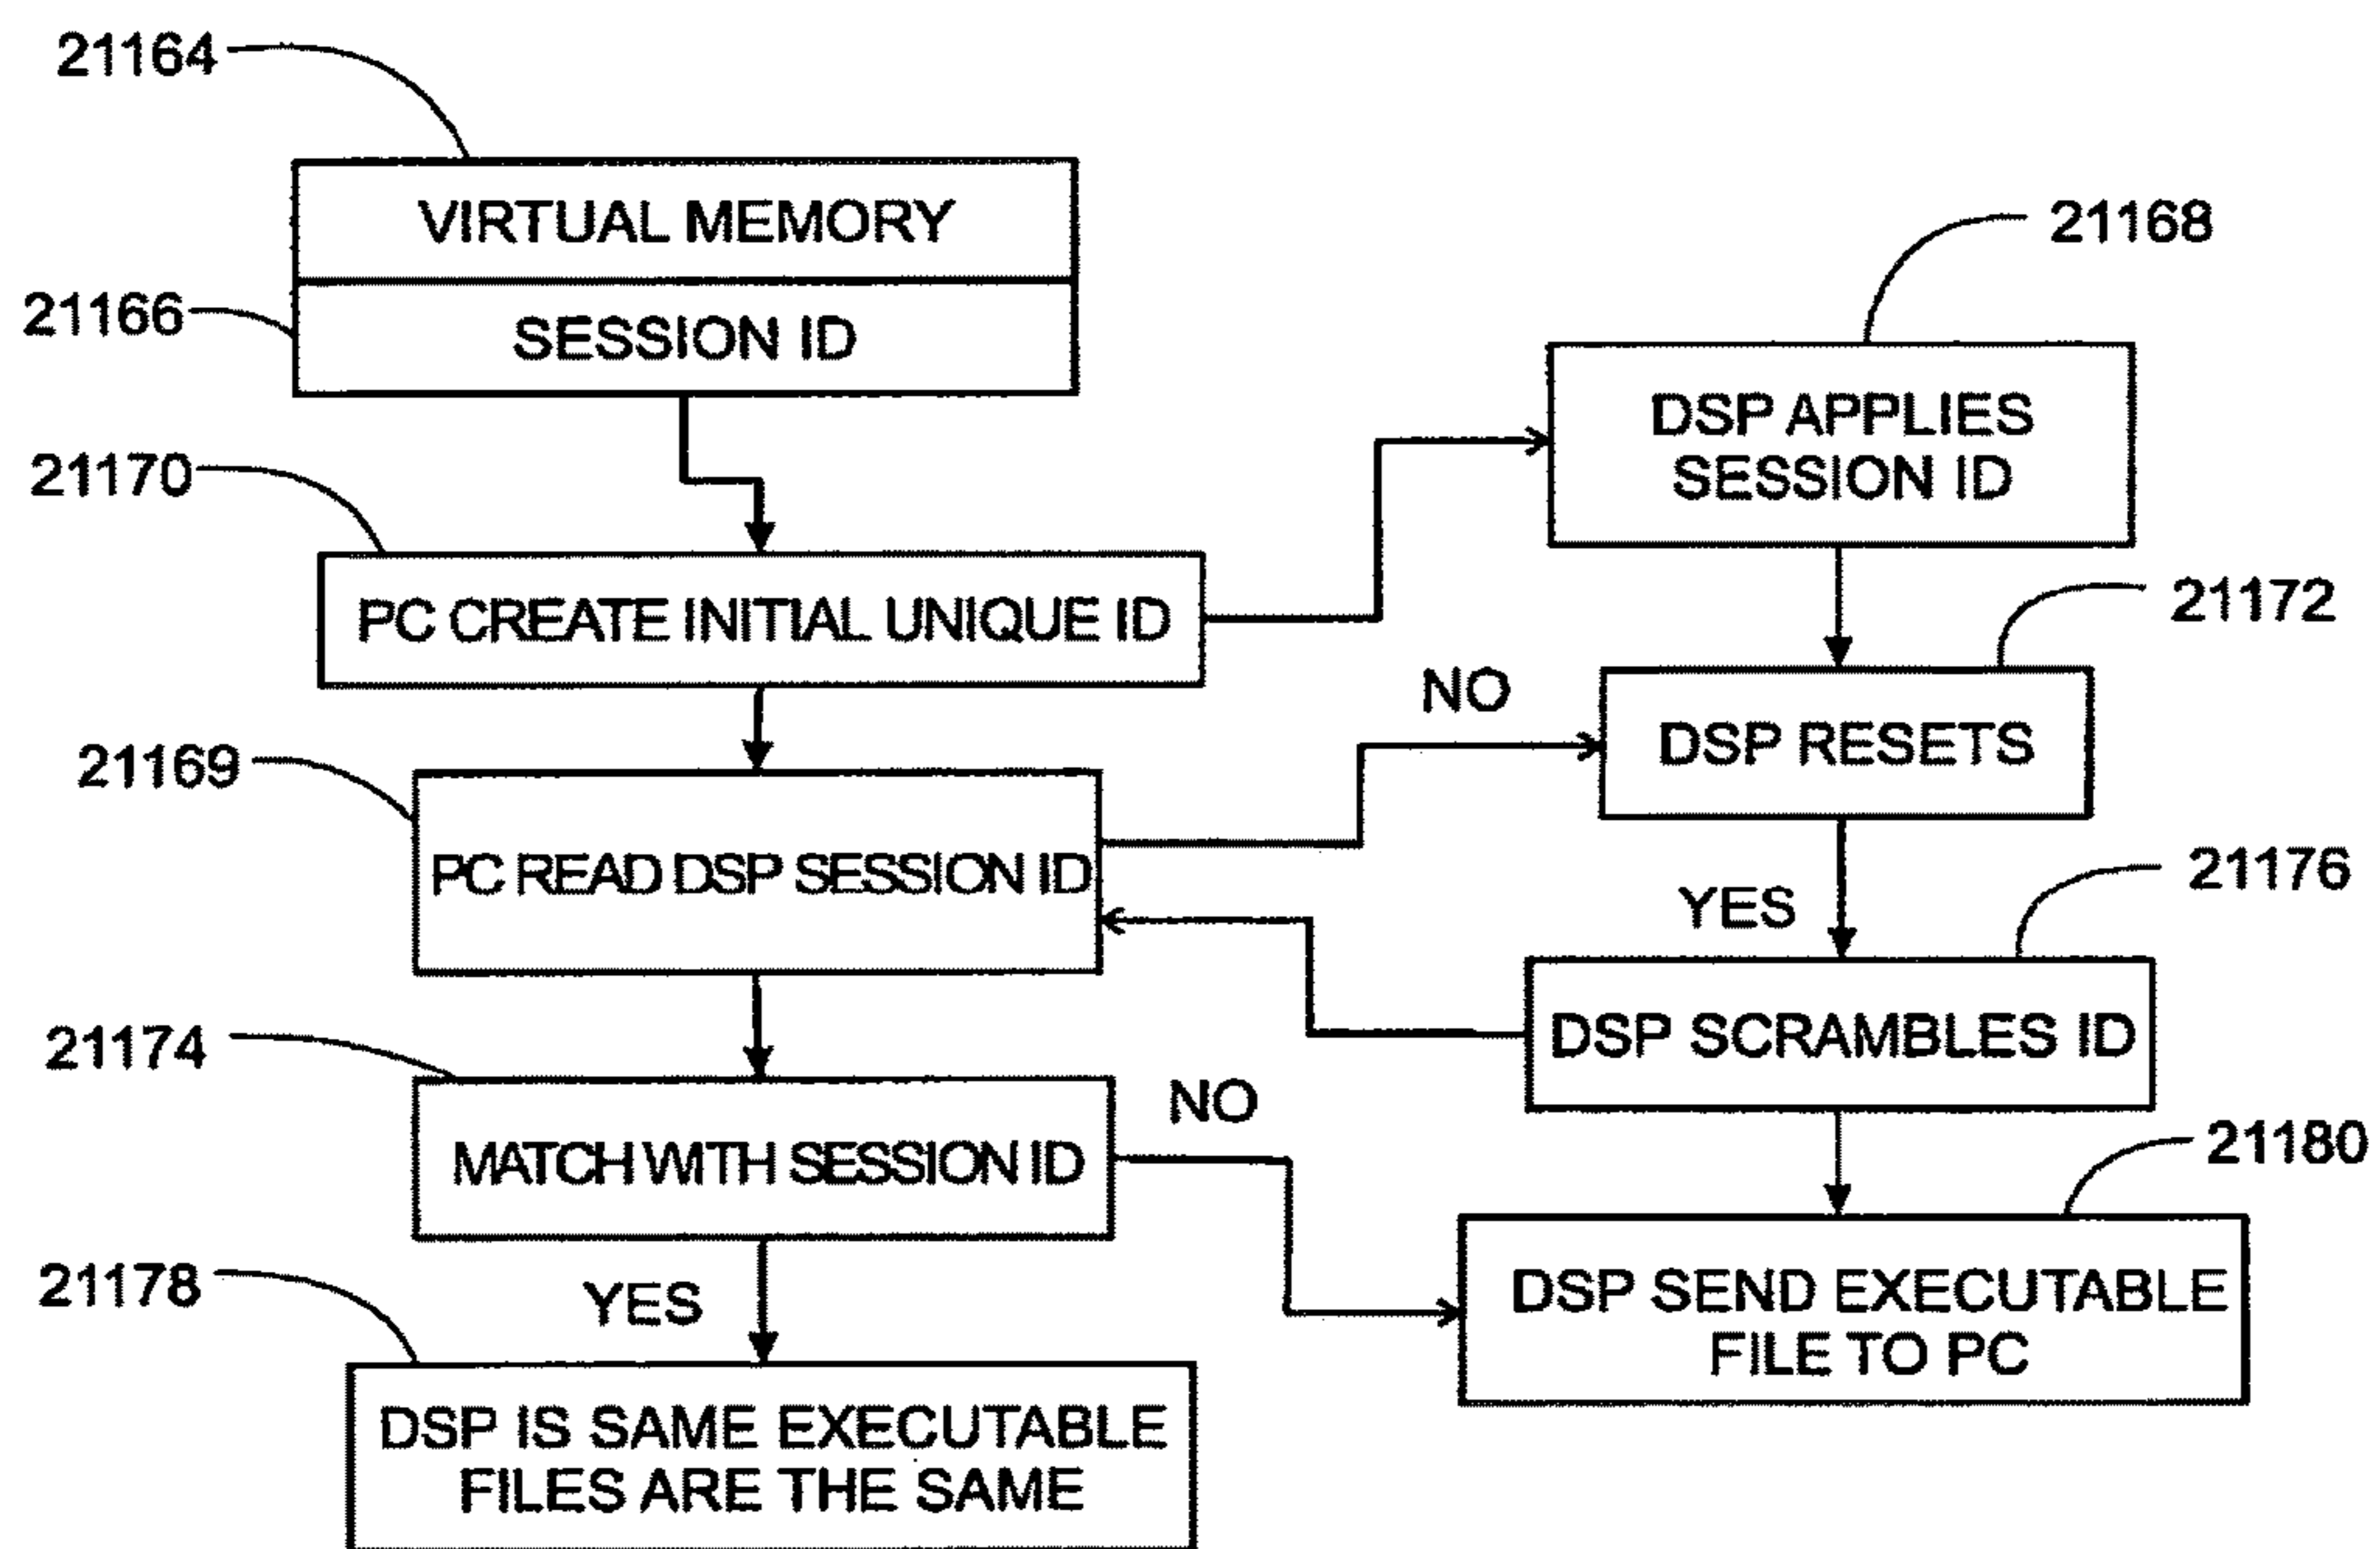 21164
VIRTUAL MEMORY
21168
21166
SESSION ID
DSP APPLIES
SESSION ID
21170
PC CREATE INITIAL UNIQUE ID
21172
NO
DSP RESETS
21169
PC READ DSP SESSION ID
21176
YES
DSP SCRAMBLES ID
21174
NO
MATCH WITH SESSION ID
21180
21178
YES
DSP SEND EXECUTABLE
FILE TO PC
DSP IS SAME EXECUTABLE
FILES ARE THE SAME